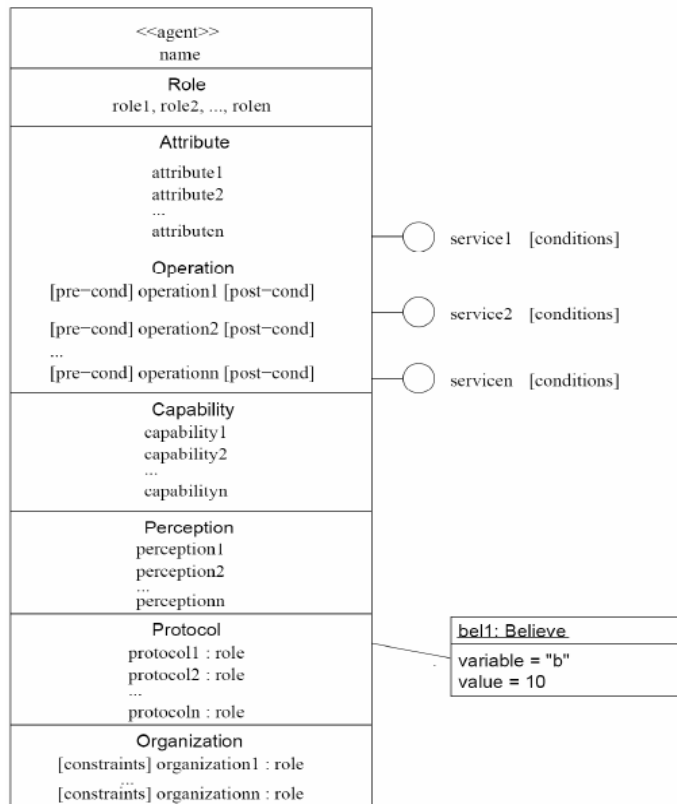 <<agent>>
name
Role
role1, role2, ..., rolen
Attribute
attribute1
attribute2
...
attributen
service1 [conditions]
Operation
[pre-cond] operation1 [post-cond]
service2 [conditions]
[pre-cond] operation2 [post-cond]
...
[pre-cond] operationn [post-cond]
servicen [conditions]
Capability
capability1
capability2
...
capabilityn
Perception
perception1
perception2
...
perceptionn
Protocol
protocol1 : role
protocol2 : role
...
protocoln : role
bel1: Believe
variable = "b"
value = 10
Organization
[constraints] organization1 : role
...
[constraints] organizationn : role